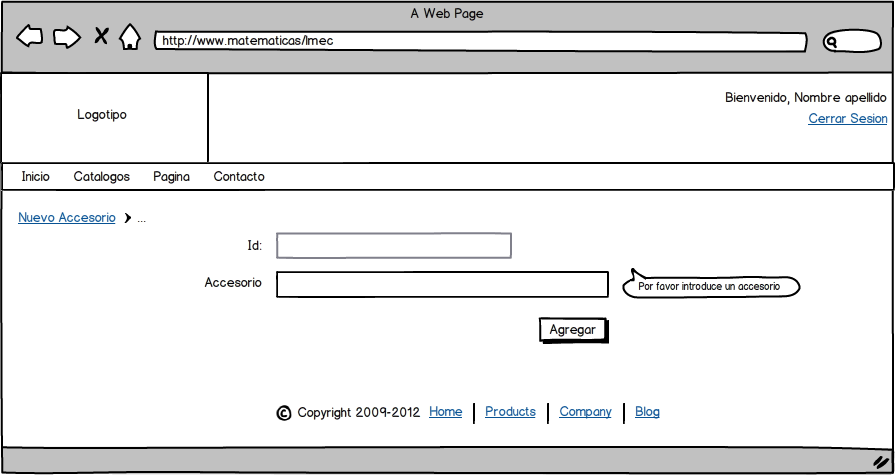 A Web Page
http://www.matematicas/lmec
Logotipo
Bienvenido, Nombre apellido
Cerrar Sesion
Inicio Catalogos Pagina Contacto
Nuevo Accesorio > ...
Id:
Accesorio
Por favor introduce un accesorio
Agregar
© Copyright 2009-2012 Home | Products | Company | Blog